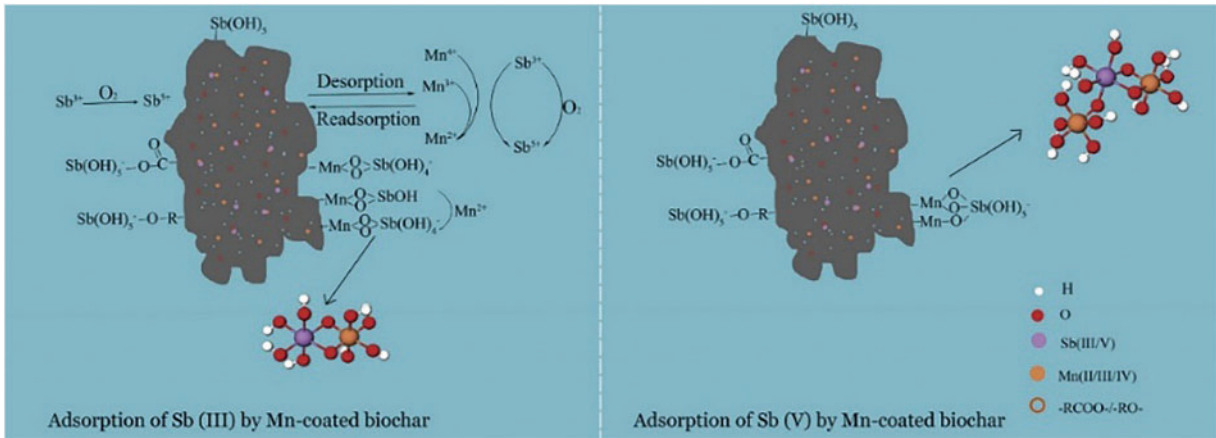 Sb(OH)₅
Sb³⁺ O₂ Sb⁵⁺
Desorption
Readsorption
Mn⁴⁺
Mn³⁺
Mn²⁺
Sb³⁺
O₂
Sb⁵⁺
Sb(OH)₅⁻-O-C
O
Mn O O Sb(OH)₄⁻
Mn O O SbOH
Mn²⁺
Sb(OH)₅⁻-O-R
Mn O O Sb(OH)₄⁻
Adsorption of Sb (III) by Mn-coated biochar
Sb(OH)₅
O
Sb(OH)₅⁻-O-C
Sb(OH)₅⁻-O-R
Mn O
O Sb(OH)₅⁻
Mn-O
H
O
Sb(III/V)
Mn(II/III/IV)
-RCOO-/-RO-
Adsorption of Sb (V) by Mn-coated biochar